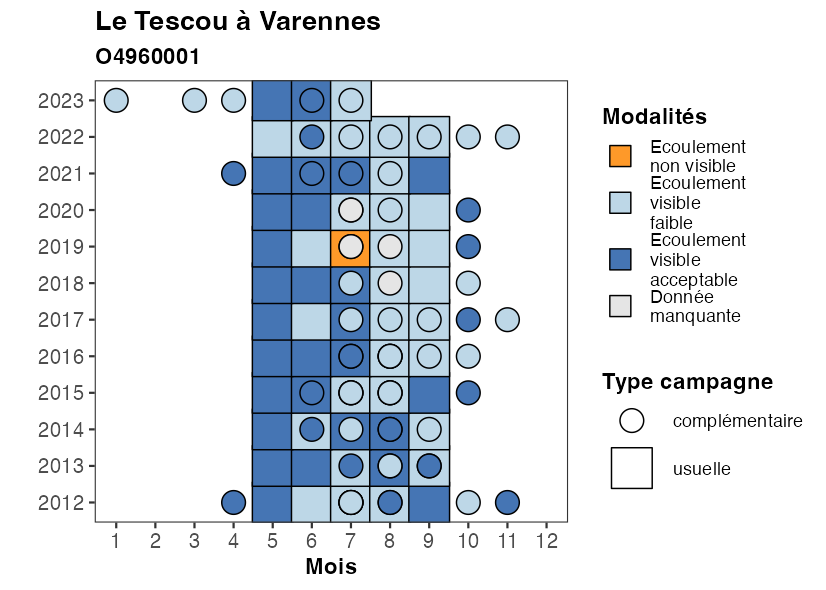 Le Tescou à Varennes
O4960001
2023
2022
2021
2020
2019
2018
2017
2016
2015
2014
2013
2012
1 2 3 4 5 6 7 8 9 10 11 12
Mois
Modalités
Ecoulement
non visible
Ecoulement
visible
faible
Ecoulement
visible
acceptable
Donnée
manquante
Type campagne
complémentaire
usuelle